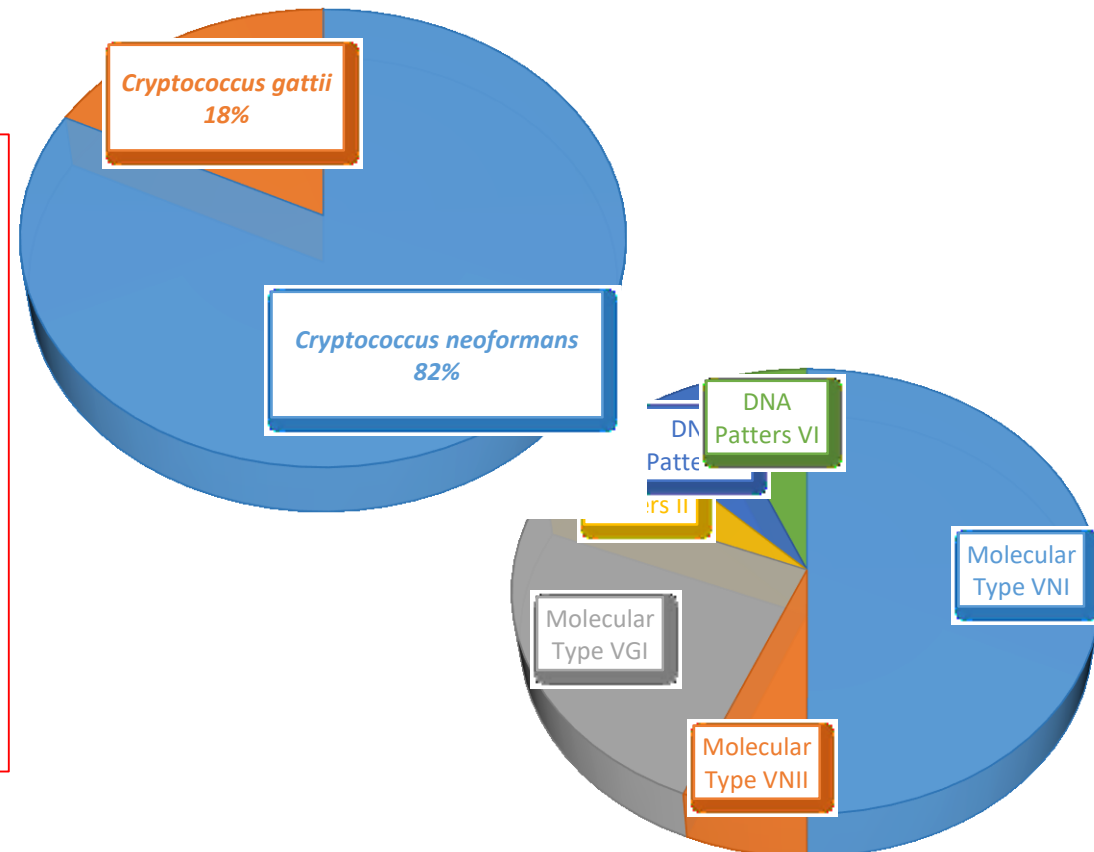 Cryptococcus gattii
18%
Cryptococcus neoformans
82%
DNA
Patters VI
Molecular
Type VNI
Molecular
Type VGI
Molecular
Type VNII